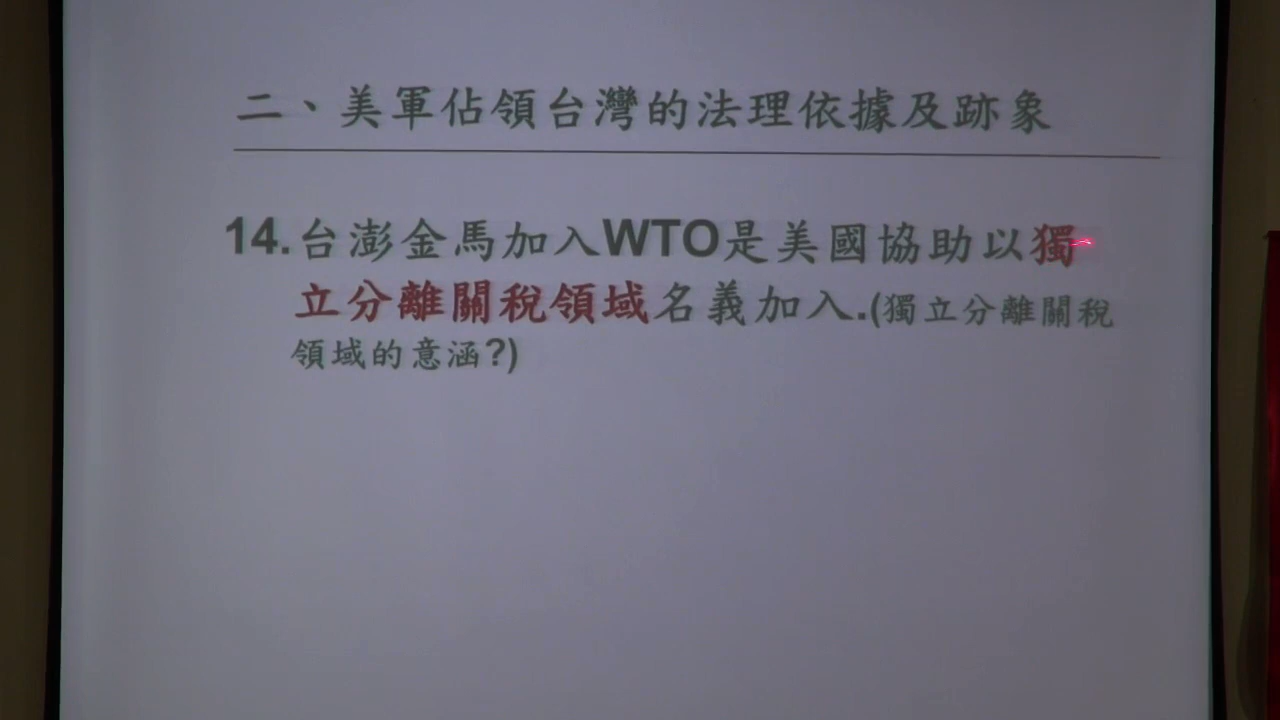 二、美軍佔領台灣的法理依據及跡象
14.台澎金馬加入WTO是美國協助以獨
立分離關稅領域名義加入.(獨立分離關稅
領域的意涵?)